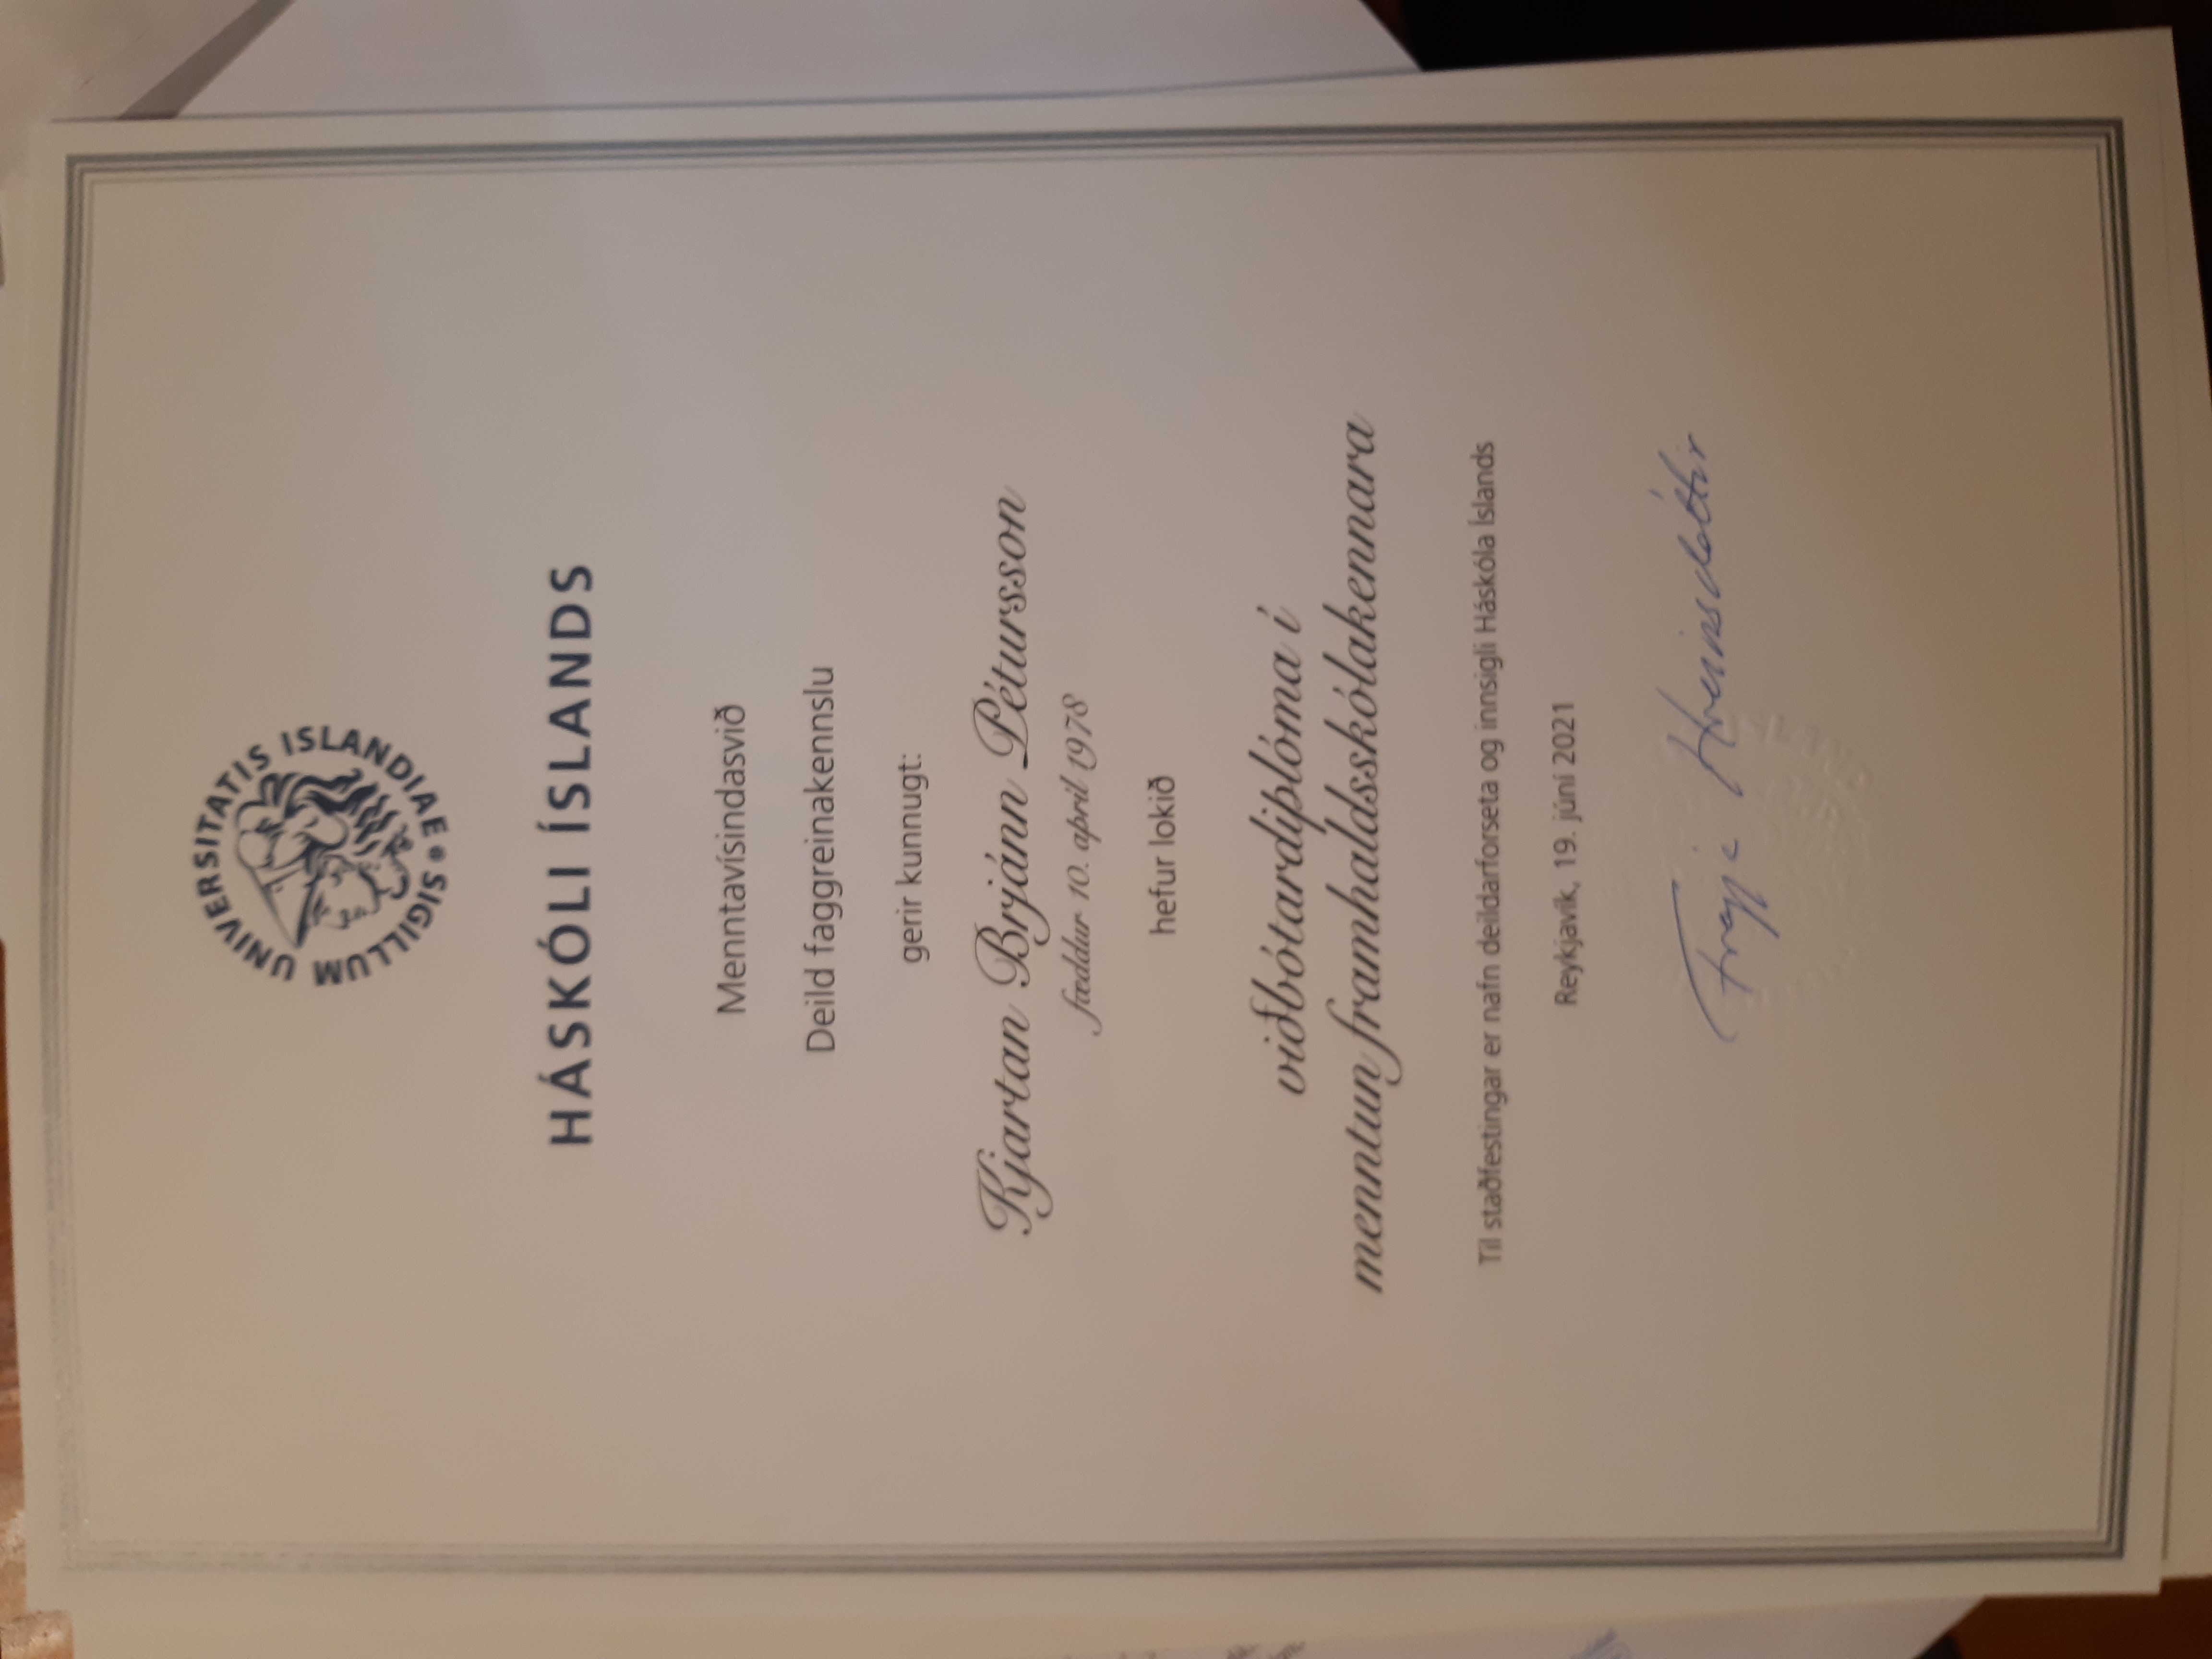 SIGILLUM UNIVERSITATIS ISLANDIAE
HÁSKÓLI ÍSLANDS
Menntavísindasvið
Deild faggreinakennslu
gerir kunnugt:
Kjartan Brjánn Pétursson
fæddur 10. apríl 1978
hefur lokið
viðbótardiplóma í
menntun framhaldsskólakennara
Til staðfestingar er nafn deildarforseta og innsigli Háskóla Íslands
Reykjavík, 19. júní 2021
Freyja Hreinsdóttir